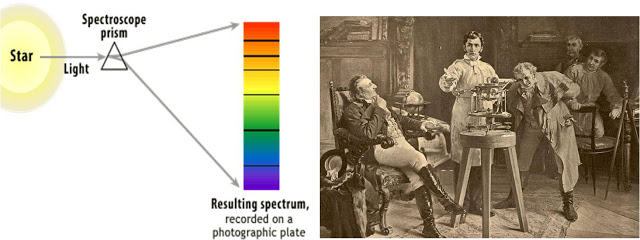 Spectroscope
prism
Star
Light
Resulting spectrum,
recorded on a
photographic plate